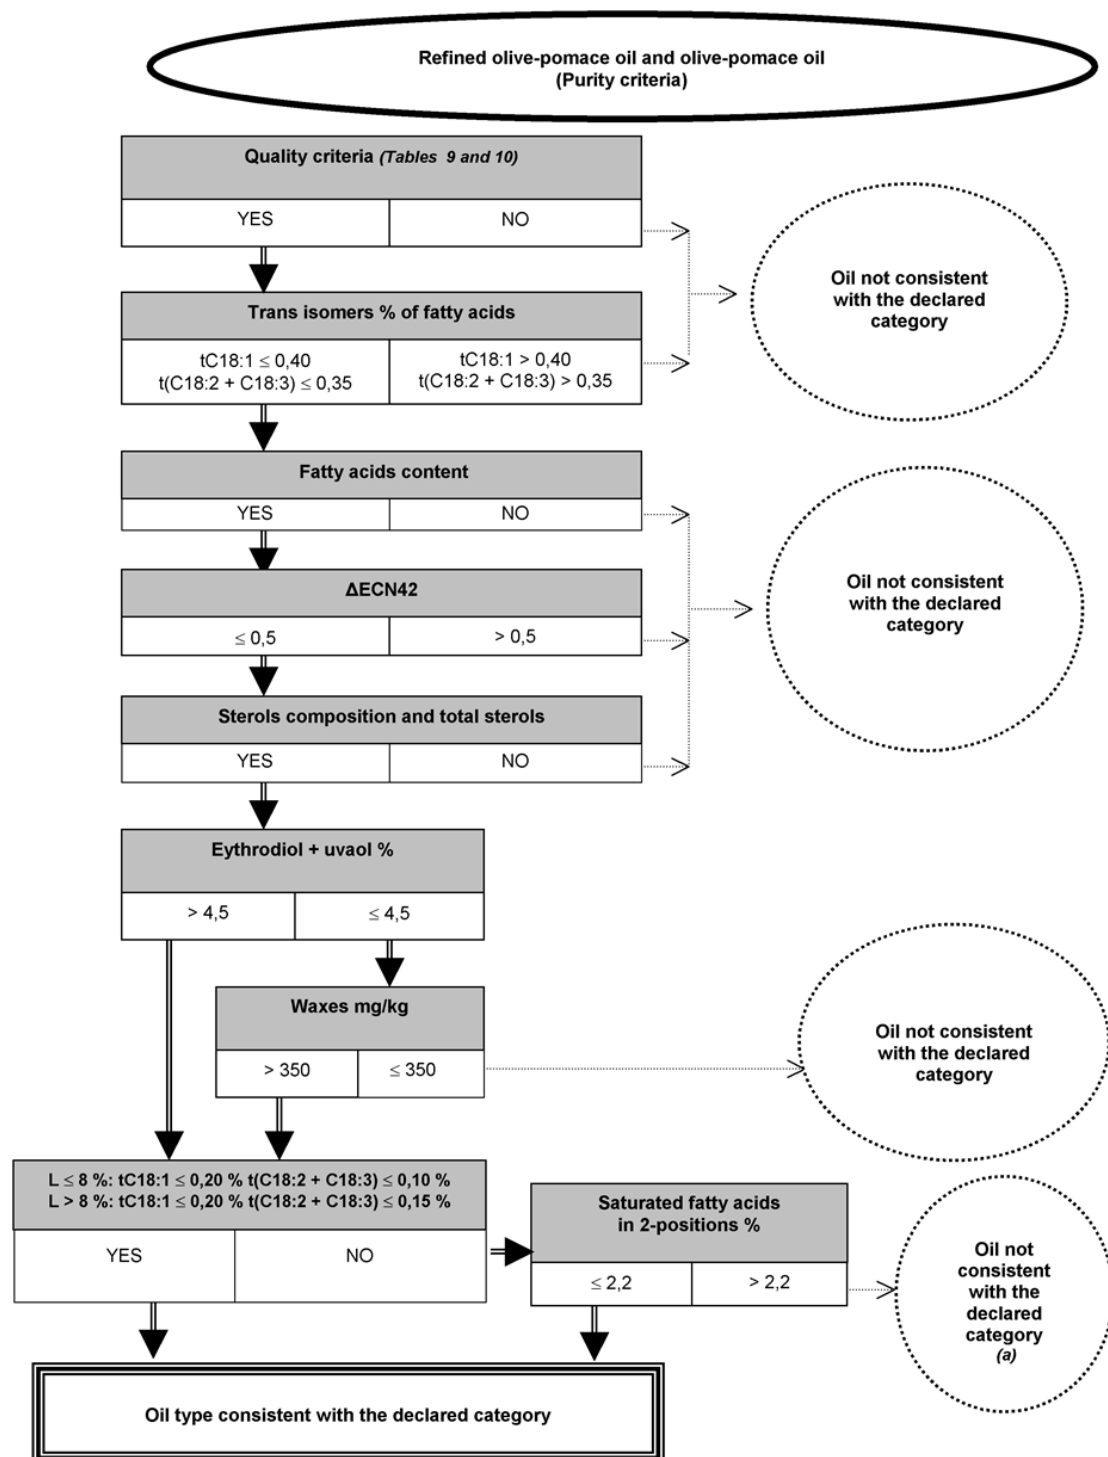 Refined olive-pomace oil and olive-pomace oil
(Purity criteria)
Quality criteria (Tables 9 and 10)
YES
NO
Oil not consistent
with the declared
category
Trans isomers % of fatty acids
tC18:1 ≤ 0,40
t(C18:2 + C18:3) ≤ 0,35
tC18:1 > 0,40
t(C18:2 + C18:3) > 0,35
Fatty acids content
YES
NO
Oil not consistent
with the declared
category
ΔECN42
≤ 0,5
> 0,5
Sterols composition and total sterols
YES
NO
Eythrodiol + uvaol %
> 4,5
≤ 4,5
Waxes mg/kg
> 350
≤ 350
Oil not consistent
with the declared
category
L ≤ 8 %: tC18:1 ≤ 0,20 % t(C18:2 + C18:3) ≤ 0,10 %
L > 8 %: tC18:1 ≤ 0,20 % t(C18:2 + C18:3) ≤ 0,15 %
YES
NO
Saturated fatty acids
in 2-positions %
≤ 2,2
> 2,2
Oil not
consistent
with the
declared
category
(a)
Oil type consistent with the declared category